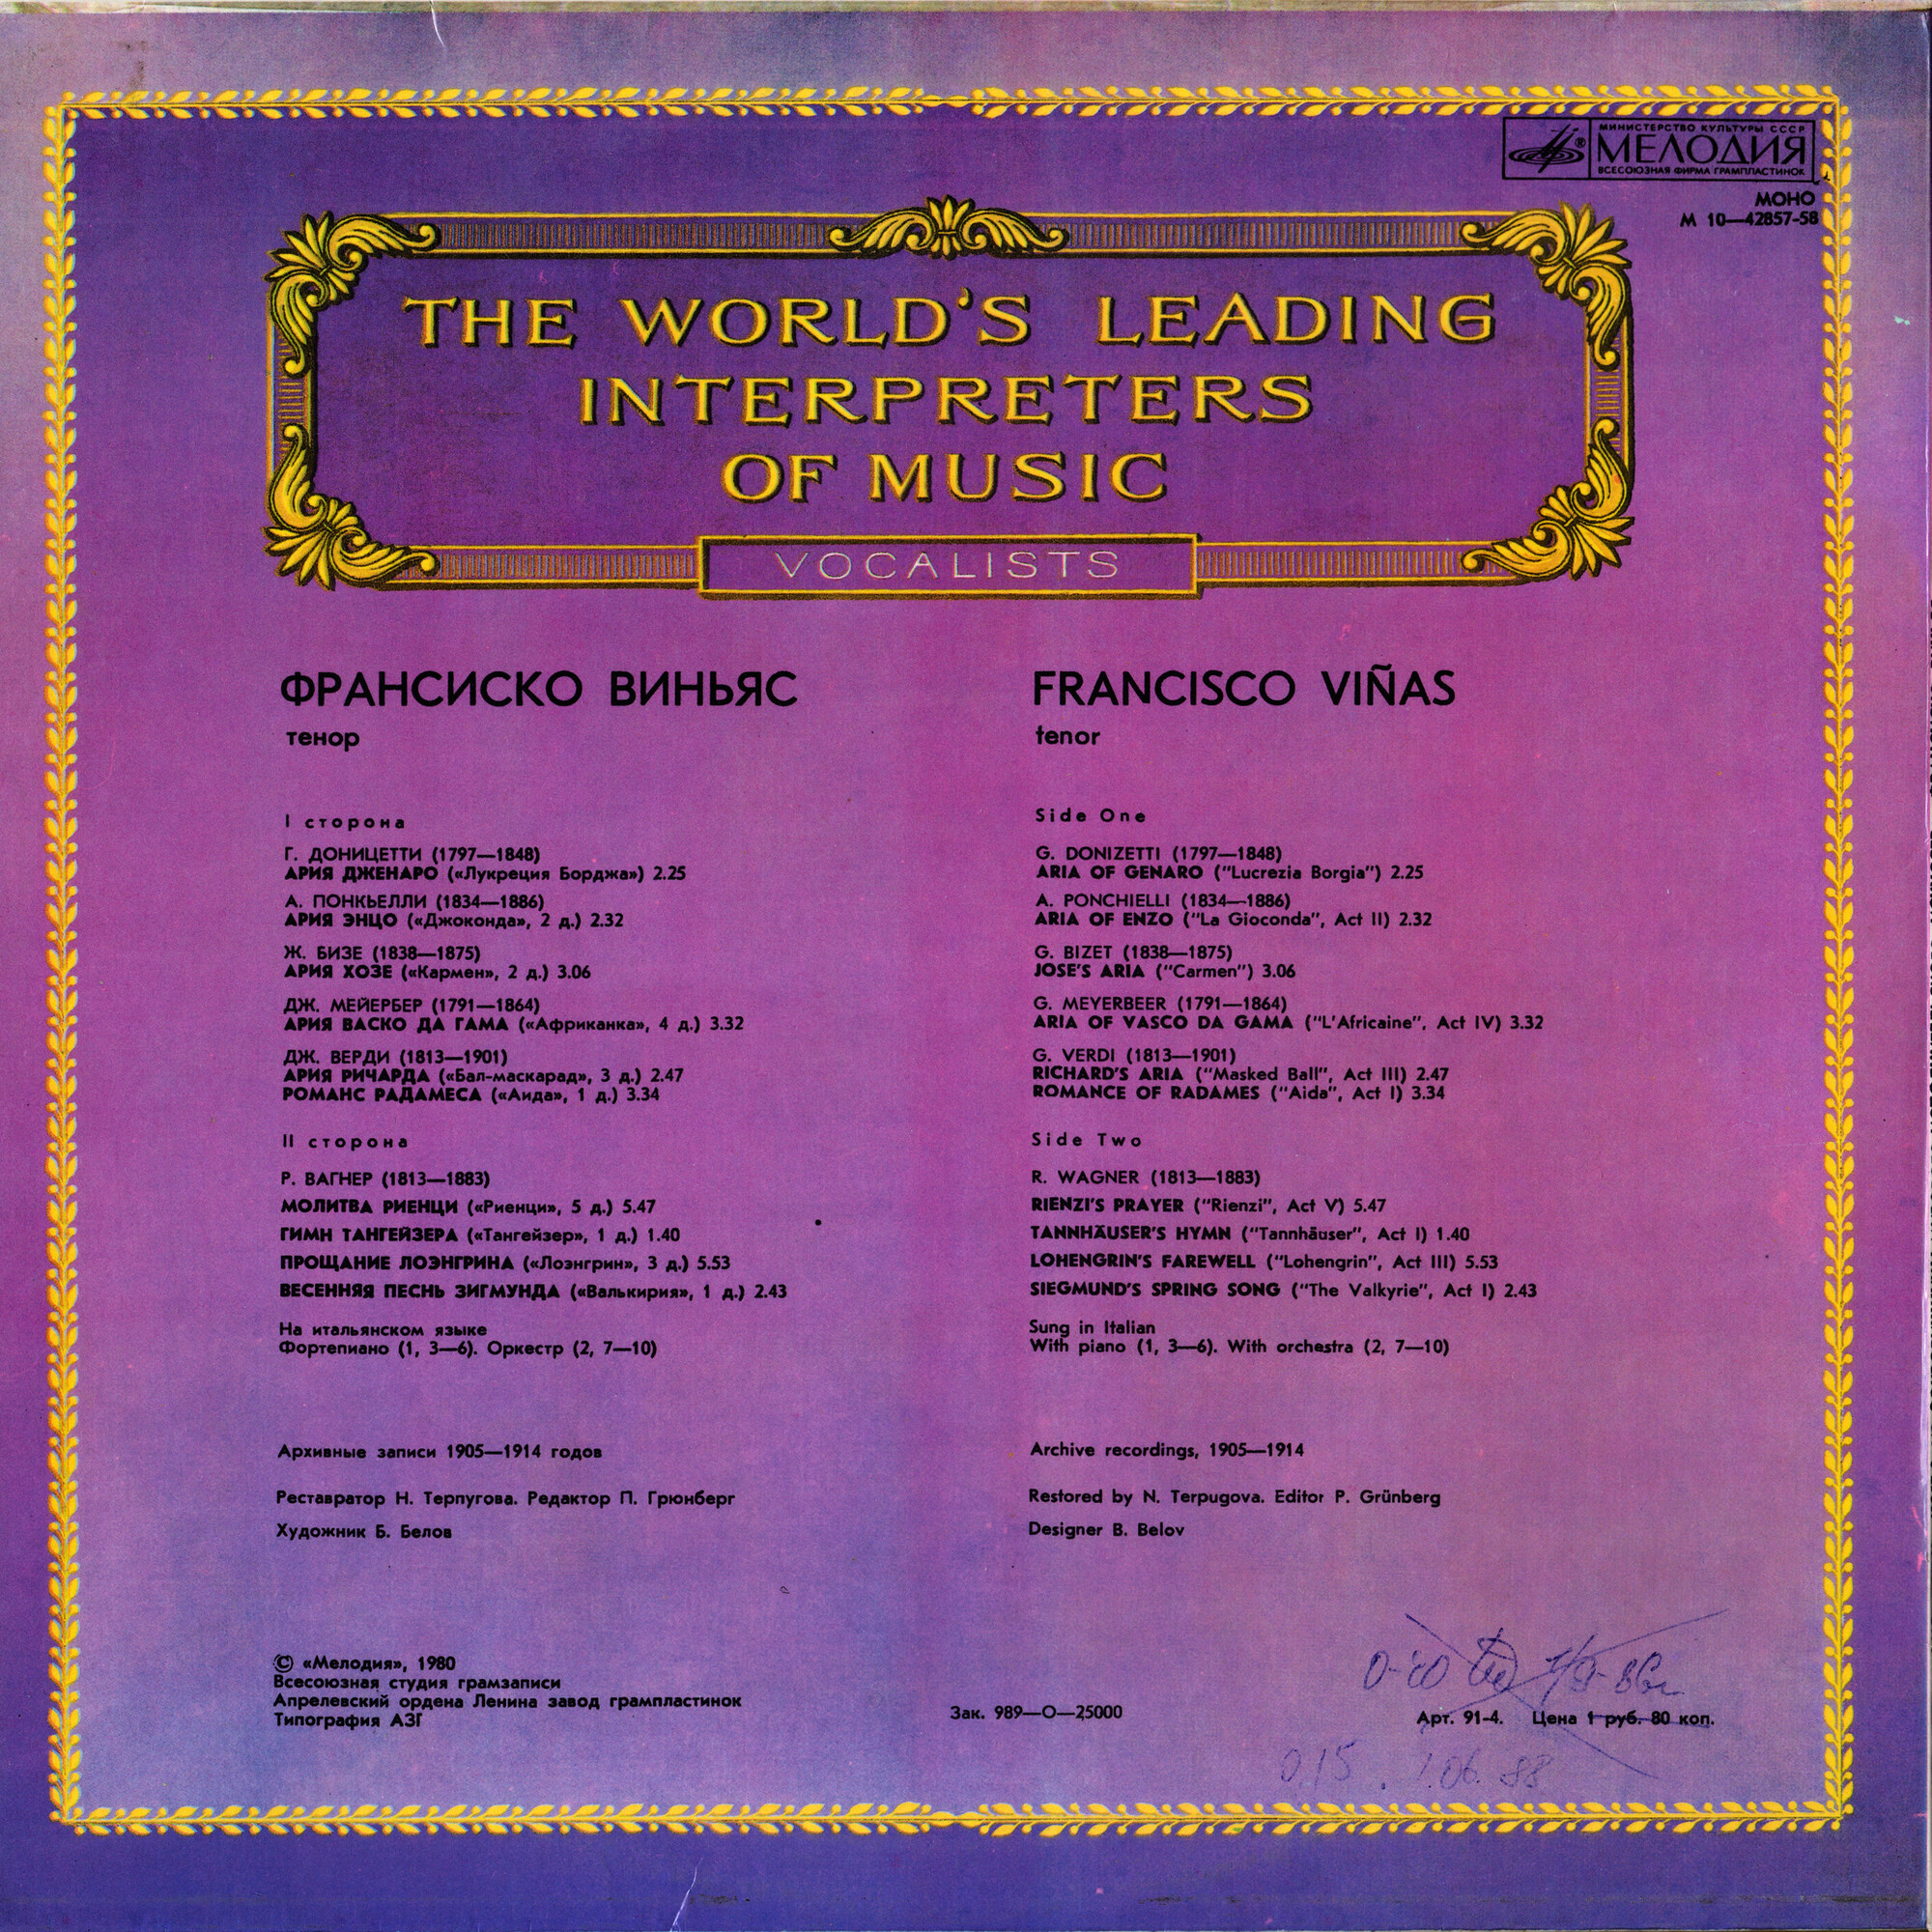 МИНИСТЕРСТВО КУЛЬТУРЫ СССР
МЕЛОДИЯ
ВСЕСОЮЗНАЯ ФИРМА ГРАМПЛАСТИНОК
МОНО
М 10—42857-58
THE WORLD'S LEADING
INTERPRETERS
OF MUSIC
VOCALISTS
ФРАНСИСКО ВИНЬЯС
тенор
I сторона
Г. ДОНИЦЕТТИ (1797—1848)
АРИЯ ДЖЕНАРО («Лукреция Борджа») 2.25
А. ПОНКЬЕЛЛИ (1834—1886)
АРИЯ ЭНЦО («Джоконда», 2 д.) 2.32
Ж. БИЗЕ (1838—1875)
АРИЯ ХОЗЕ («Кармен», 2 д.) 3.06
ДЖ. МЕЙЕРБЕР (1791—1864)
АРИЯ ВАСКО ДА ГАМА («Африканка», 4 д.) 3.32
ДЖ. ВЕРДИ (1813—1901)
АРИЯ РИЧАРДА («Бал-маскарад», 3 д.) 2.47
РОМАНС РАДАМЕСА («Аида», 1 д.) 3.34
II сторона
Р. ВАГНЕР (1813—1883)
МОЛИТВА РИЕНЦИ («Риенци», 5 д.) 5.47
ГИМН ТАНГЕЙЗЕРА («Тангейзер», 1 д.) 1.40
ПРОЩАНИЕ ЛОЭНГРИНА («Лоэнгрин», 3 д.) 5.53
ВЕСЕННЯЯ ПЕСНЬ ЗИГМУНДА («Валькирия», 1 д.) 2.43
На итальянском языке
Фортепиано (1, 3—6). Оркестр (2, 7—10)
Архивные записи 1905—1914 годов
Реставратор Н. Терпугова. Редактор П. Грюнберг
Художник Б. Белов
FRANCISCO VIÑAS
tenor
Side One
G. DONIZETTI (1797—1848)
ARIA OF GENARO (“Lucrezia Borgia”) 2.25
A. PONCHIELLI (1834—1886)
ARIA OF ENZO (“La Gioconda”, Act II) 2.32
G. BIZET (1838—1875)
JOSE'S ARIA (“Carmen”) 3.06
G. MEYERBEER (1791—1864)
ARIA OF VASCO DA GAMA (“L'Africaine”, Act IV) 3.32
G. VERDI (1813—1901)
RICHARD'S ARIA (“Masked Ball”, Act III) 2.47
ROMANCE OF RADAMES (“Aida”, Act I) 3.34
Side Two
R. WAGNER (1813—1883)
RIENZI'S PRAYER (“Rienzi”, Act V) 5.47
TANNHÄUSER'S HYMN (“Tannhäuser”, Act I) 1.40
LOHENGRIN'S FAREWELL (“Lohengrin”, Act III) 5.53
SIEGMUND'S SPRING SONG (“The Valkyrie”, Act I) 2.43
Sung in Italian
With piano (1, 3—6). With orchestra (2, 7—10)
Archive recordings, 1905—1914
Restored by N. Terpugova. Editor P. Grünberg
Designer B. Belov
© «Мелодия», 1980
Всесоюзная студия грамзаписи
Апрелевский ордена Ленина завод грампластинок
Типография АЗГ
Зак. 989—О—25000
Арт. 91-4. Цена 1 руб. 80 коп.